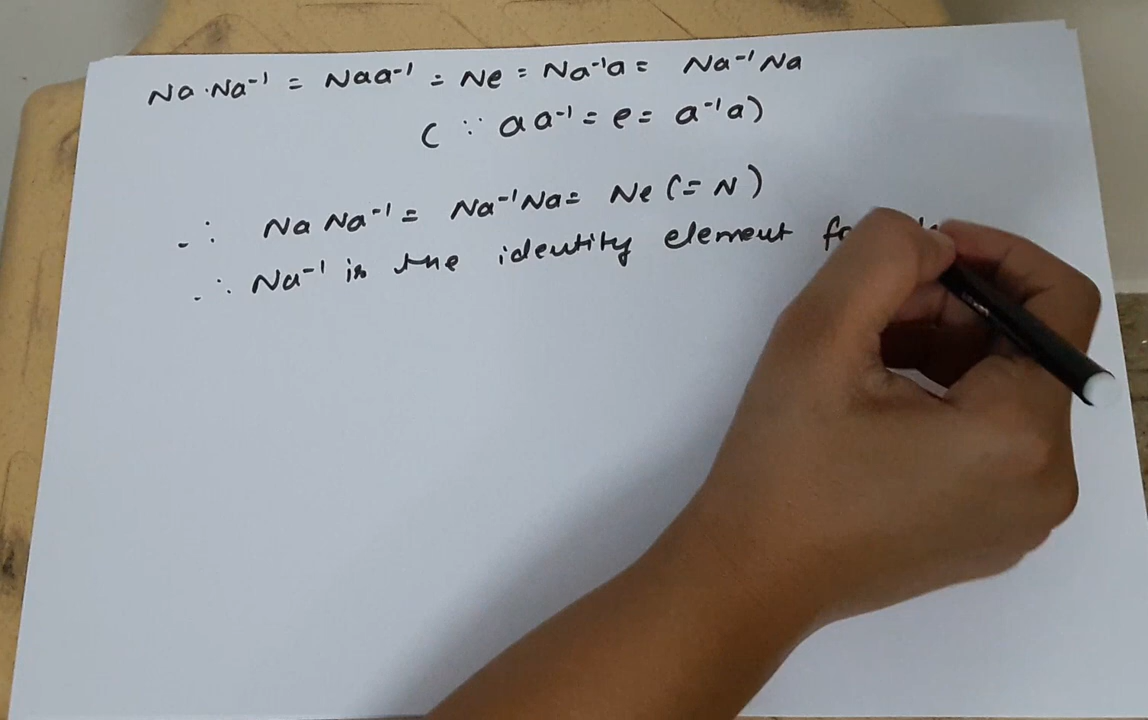 Na·Na⁻¹ = Naa⁻¹ = Ne = Na⁻¹a = Na⁻¹Na
(∵ aa⁻¹ = e = a⁻¹a)
∴ NaNa⁻¹ = Na⁻¹Na = Ne (= N)
∴ Na⁻¹ is the identity element